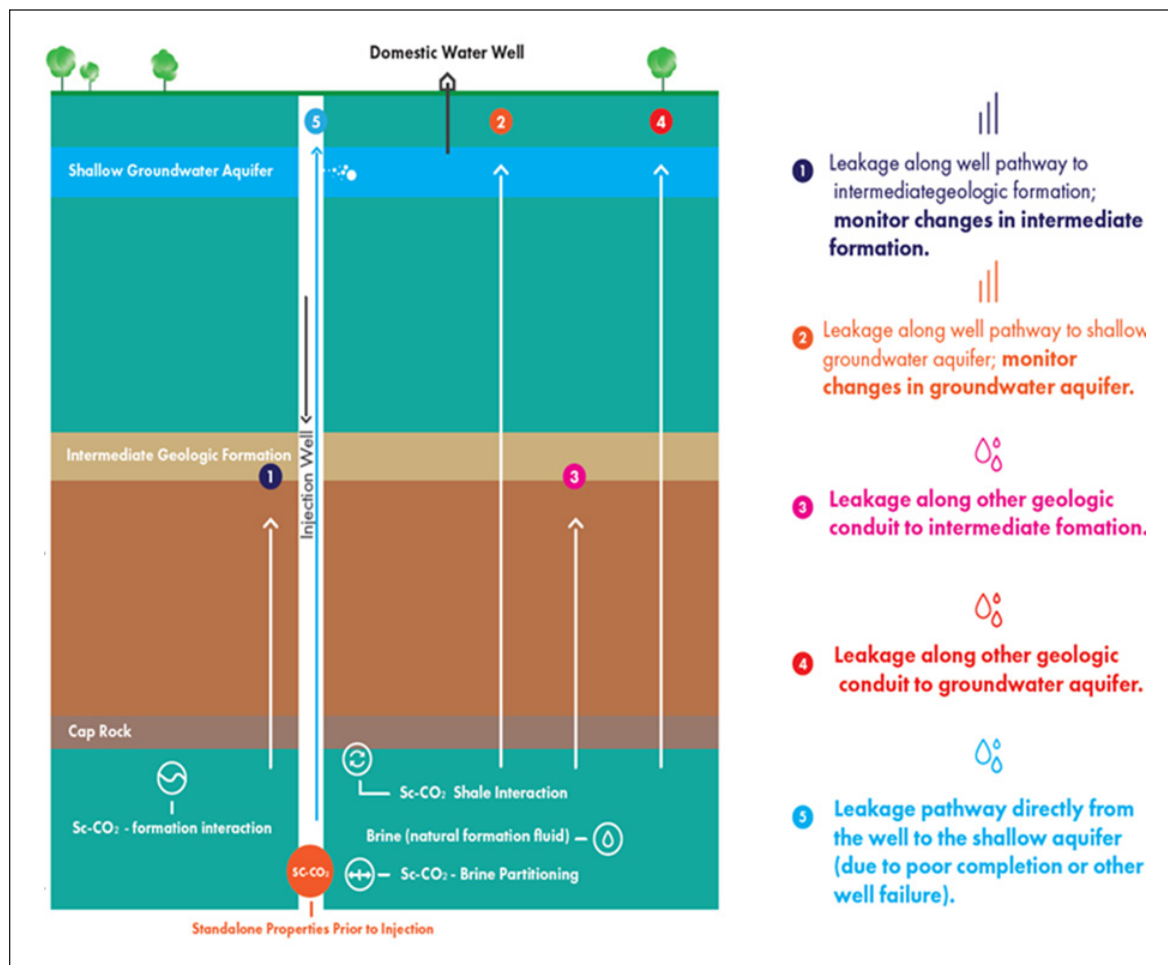 Domestic Water Well
5
2
4
Shallow Groundwater Aquifer
Injection Well
Intermediate Geologic Formation
1
3
Cap Rock
Sc-CO₂ Shale Interaction
Sc-CO₂ - formation interaction
Brine (natural formation fluid)
SC-CO₂
Sc-CO₂ - Brine Partitioning
Standalone Properties Prior to Injection
1
Leakage along well pathway to
intermediategeologic formation;
monitor changes in intermediate
formation.
2
Leakage along well pathway to shallow
groundwater aquifer; monitor
changes in groundwater aquifer.
3
Leakage along other geologic
conduit to intermediate fomation.
4
Leakage along other geologic
conduit to groundwater aquifer.
5
Leakage pathway directly from
the well to the shallow aquifer
(due to poor completion or other
well failure).